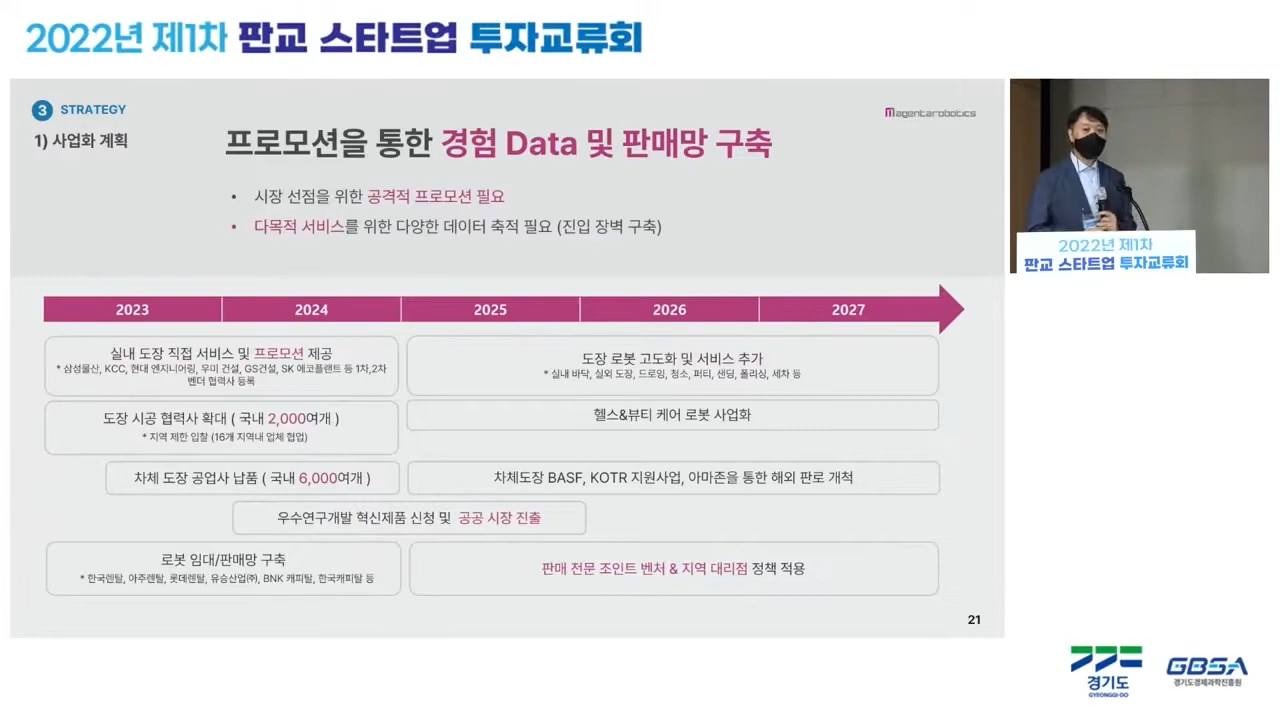 2022년 제1차 판교 스타트업 투자교류회
3 STRATEGY
magentarobotics
1) 사업화 계획
프로모션을 통한 경험 Data 및 판매망 구축
• 시장 선점을 위한 공격적 프로모션 필요
• 다목적 서비스를 위한 다양한 데이터 축적 필요 (진입 장벽 구축)
2023 2024 2025 2026 2027
실내 도장 직접 서비스 및 프로모션 제공
* 삼성물산, KCC, 현대 엔지니어링, 우미 건설, GS건설, SK 에코플랜트 등 1차,2차
벤더 협력사 등록
도장 로봇 고도화 및 서비스 추가
* 실내 바닥, 실외 도장, 드로잉, 청소, 퍼티, 샌딩, 폴리싱, 세차 등
도장 시공 협력사 확대 ( 국내 2,000여개 )
* 지역 제한 입찰 (16개 지역내 업체 협업)
헬스&뷰티 케어 로봇 사업화
차체 도장 공업사 납품 ( 국내 6,000여개 )
차체도장 BASF, KOTR 지원사업, 아마존을 통한 해외 판로 개척
우수연구개발 혁신제품 신청 및 공공 시장 진출
로봇 임대/판매망 구축
* 한국렌탈, 아주렌탈, 롯데렌탈, 유승산업㈜, BNK 캐피탈, 한국캐피탈 등
판매 전문 조인트 벤처 & 지역 대리점 정책 적용
21
2022년 제1차
판교 스타트업 투자교류회
경기도
GYEONGGI-DO
GBSA
경기도경제과학진흥원